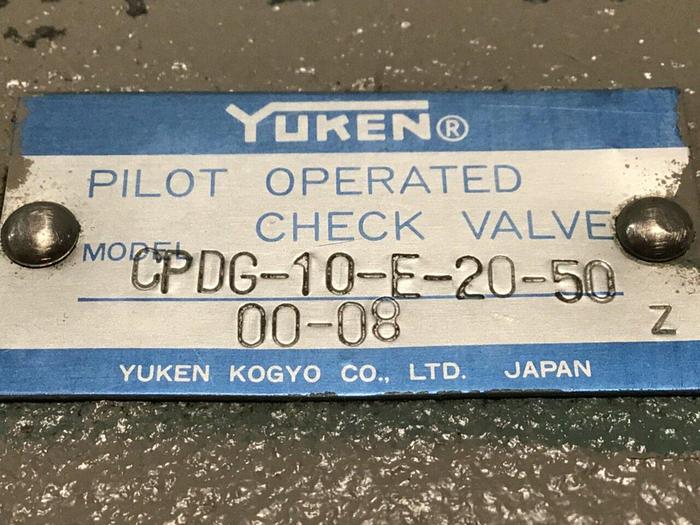 YUKEN®
PILOT OPERATED
CHECK VALVE
MODEL CPDG-10-E-20-50
00-08 Z
YUKEN KOGYO CO., LTD. JAPAN